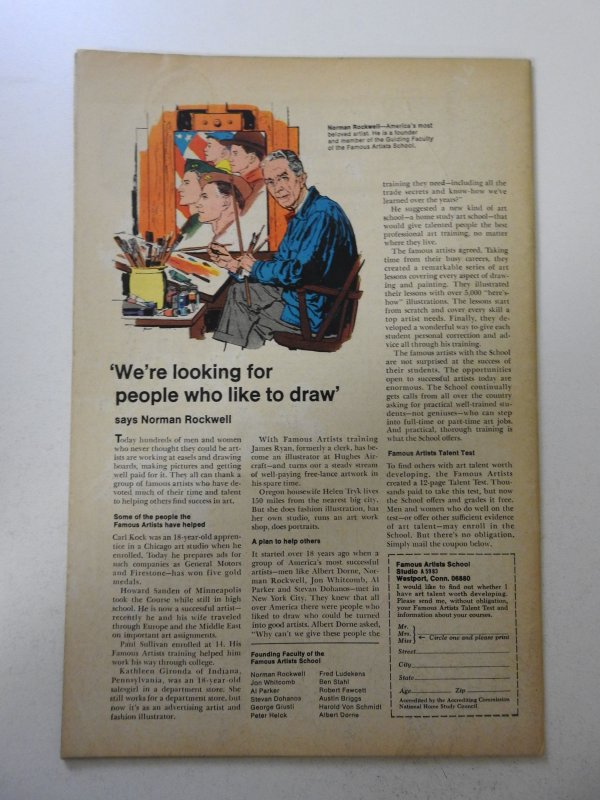 Norman Rockwell—America's most
beloved artist. He is a founder
and member of the Guiding Faculty
of the Famous Artists School.
'We're looking for
people who like to draw'
says Norman Rockwell
Today hundreds of men and women
who never thought they could be art-
ists are working at easels and drawing
boards, making pictures and getting
well paid for it. They all can thank a
group of famous artists who have de-
voted much of their time and talent
to helping others find success in art.
Some of the people the
Famous Artists have helped
Carl Kock was an 18-year-old appren-
tice in a Chicago art studio when he
enrolled. Today he prepares ads for
such companies as General Motors
and Firestone—has won five gold
medals.
Howard Sanden of Minneapolis
took the Course while still in high
school. He is now a successful artist—
recently he and his wife traveled
through Europe and the Middle East
on important art assignments.
Paul Sullivan enrolled at 14. His
Famous Artists training helped him
work his way through college.
Kathleen Gironda of Indiana,
Pennsylvania, was an 18-year-old
salesgirl in a department store. She
still works for a department store, but
now it's as an advertising artist and
fashion illustrator.
With Famous Artists training
James Ryan, formerly a clerk, has be-
come an illustrator at Hughes Air-
craft—and turns out a steady stream
of well-paying free-lance artwork in
his spare time.
Oregon housewife Helen Tryk lives
150 miles from the nearest big city.
But she does fashion illustration, has
her own studio, runs an art work
shop, does portraits.
A plan to help others
It started over 18 years ago when a
group of America's most successful
artists—men like Albert Dorne, Nor-
man Rockwell, Jon Whitcomb, Al
Parker and Stevan Dohanos—met in
New York City. They knew that all
over America there were people who
liked to draw who could be turned
into good artists. Albert Dorne asked,
"Why can't we give these people the
Founding Faculty of the
Famous Artists School
Norman Rockwell
Jon Whitcomb
Al Parker
Stevan Dohanos
George Giusti
Peter Helck
Fred Ludekens
Ben Stahl
Robert Fawcett
Austin Briggs
Harold Von Schmidt
Albert Dorne
training they need—including all the
trade secrets and know-how we've
learned over the years?"
He suggested a new kind of art
school—a home study art school—that
would give talented people the best
professional art training, no matter
where they live.
The famous artists agreed. Taking
time from their busy careers, they
created a remarkable series of art
lessons covering every aspect of draw-
ing and painting. They illustrated
their lessons with over 5,000 "here's-
how" illustrations. The lessons start
from scratch and cover every skill a
top artist needs. Finally, they de-
veloped a wonderful way to give each
student personal correction and ad-
vice all through his training.
The famous artists with the School
are not surprised at the success of
their students. The opportunities
open to successful artists today are
enormous. The School continually
gets calls from all over the country
asking for practical well-trained stu-
dents—not geniuses—who can step
into full-time or part-time art jobs.
And practical, thorough training is
what the School offers.
Famous Artists Talent Test
To find others with art talent worth
developing, the Famous Artists
created a 12-page Talent Test. Thou-
sands paid to take this test, but now
the School offers and grades it free.
Men and women who do well on the
test—or offer other sufficient evidence
of art talent—may enroll in the
School. But there's no obligation.
Simply mail the coupon below.
Famous Artists School
Studio
Westport, Conn. 06880
I would like to find out whether I
have art talent worth developing.
Please send me, without obligation,
your Famous Artists Talent Test and
information about your courses.
Mr.
Mrs.
Miss
Circle one and please print
Street
City
State
Age Zip
Accredited by the Accrediting Commission
National Home Study Council